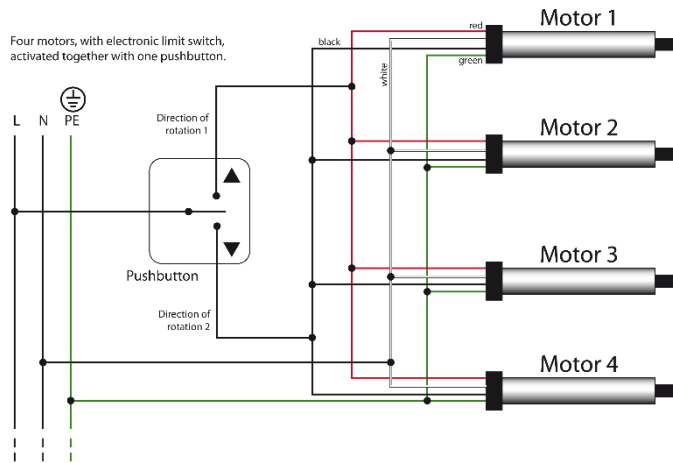 Motor 1
red
Four motors, with electronic limit switch,
activated together with one pushbutton.
black
white
green
L N PE
Direction of
rotation 1
Motor 2
Pushbutton
Motor 3
Direction of
rotation 2
Motor 4